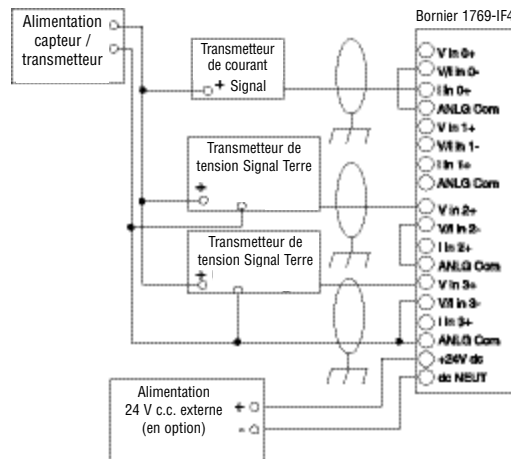 Alimentation
capteur /
transmetteur
Bornier 1769-IF4
Transmetteur
de courant
+ Signal
Transmetteur de
tension Signal Terre
+
Transmetteur de
tension Signal Terre
+
Alimentation
24 V c.c. externe
(en option)
+
-
V in 0+
V/I in 0-
I in 0+
ANLG Com
V in 1+
V/I in 1-
I in 1+
ANLG Com
V in 2+
V/I in 2-
I in 2+
ANLG Com
V in 3+
V/I in 3-
I in 3+
ANLG Com
+24V dc
dc NEUT